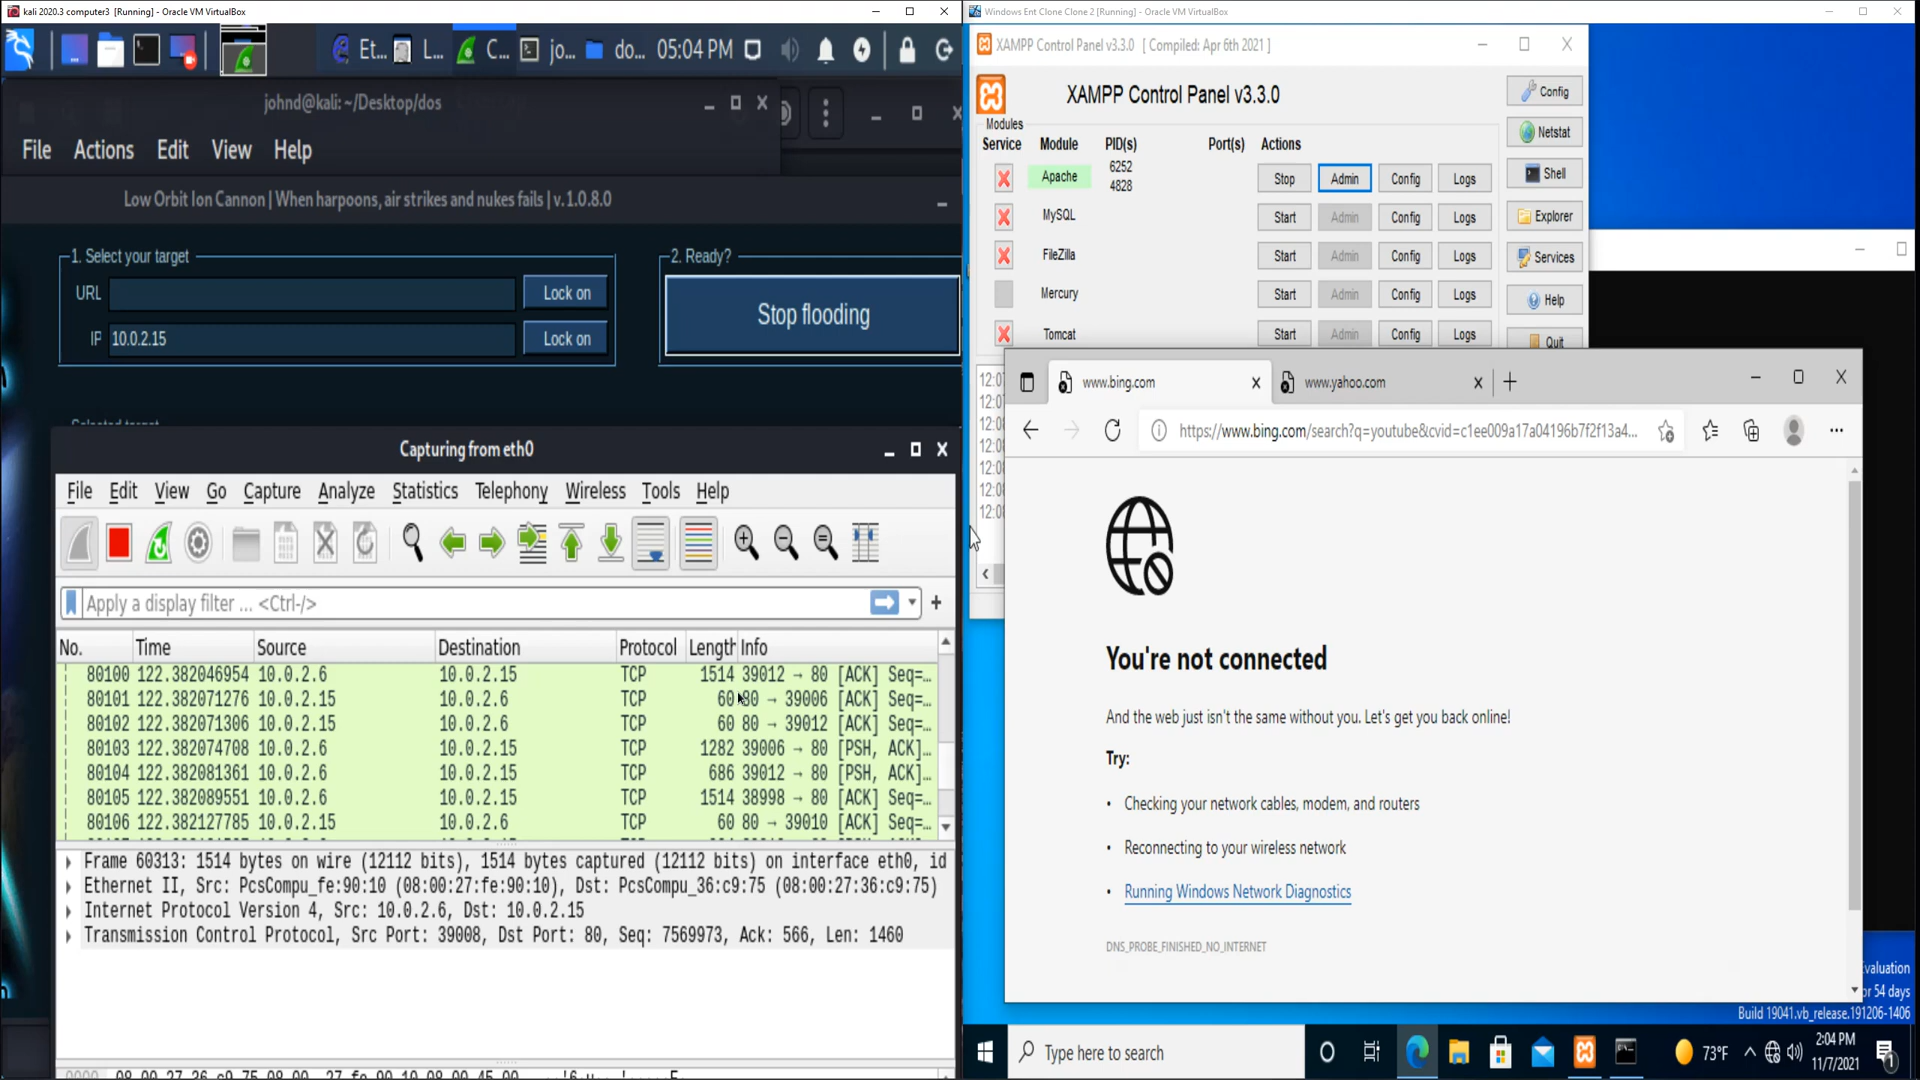 kali 2020.3 computer3 [Running] - Oracle VM VirtualBox
Et...
L...
C...
jo...
do...
05:04 PM
johnd@kali: ~/Desktop/dos
File Actions Edit View Help
Low Orbit Ion Cannon | When harpoons, air strikes and nukes fails | v. 1.0.8.0
1. Select your target
URL
Lock on
IP
10.0.2.15
Lock on
2. Ready?
Stop flooding
Selected target
Capturing from eth0
File Edit View Go Capture Analyze Statistics Telephony Wireless Tools Help
Apply a display filter ... <Ctrl-/>
No. Time Source Destination Protocol Length Info
80100 122.382046954 10.0.2.6 10.0.2.15 TCP 1514 39012 → 80 [ACK] Seq=...
80101 122.382071276 10.0.2.15 10.0.2.6 TCP 60 80 → 39006 [ACK] Seq=...
80102 122.382071306 10.0.2.15 10.0.2.6 TCP 60 80 → 39012 [ACK] Seq=...
80103 122.382074708 10.0.2.6 10.0.2.15 TCP 1282 39006 → 80 [PSH, ACK]...
80104 122.382081361 10.0.2.6 10.0.2.15 TCP 686 39012 → 80 [PSH, ACK]...
80105 122.382089551 10.0.2.6 10.0.2.15 TCP 1514 38998 → 80 [ACK] Seq=...
80106 122.382127785 10.0.2.15 10.0.2.6 TCP 60 80 → 39010 [ACK] Seq=...
Frame 60313: 1514 bytes on wire (12112 bits), 1514 bytes captured (12112 bits) on interface eth0, id
Ethernet II, Src: PcsCompu_fe:90:10 (08:00:27:fe:90:10), Dst: PcsCompu_36:c9:75 (08:00:27:36:c9:75)
Internet Protocol Version 4, Src: 10.0.2.6, Dst: 10.0.2.15
Transmission Control Protocol, Src Port: 39008, Dst Port: 80, Seq: 7569973, Ack: 566, Len: 1460
Windows Ent Clone Clone 2 [Running] - Oracle VM VirtualBox
XAMPP Control Panel v3.3.0 [ Compiled: Apr 6th 2021 ]
XAMPP Control Panel v3.3.0
Config
Modules
Service Module PID(s) Port(s) Actions
Netstat
Apache 6252 4828 Stop Admin Config Logs
Shell
MySQL Start Admin Config Logs
Explorer
FileZilla Start Admin Config Logs
Services
Mercury Start Admin Config Logs
Help
Tomcat Start Admin Config Logs
Quit
www.bing.com
www.yahoo.com
https://www.bing.com/search?q=youtube&cvid=c1ee009a17a04196b7f2f13a4...
You're not connected
And the web just isn't the same without you. Let's get you back online!
Try:
• Checking your network cables, modem, and routers
• Reconnecting to your wireless network
• Running Windows Network Diagnostics
DNS_PROBE_FINISHED_NO_INTERNET
or 54 days
Build 19041.vb_release.191206-1406
Type here to search
73°F
2:04 PM
11/7/2021
1